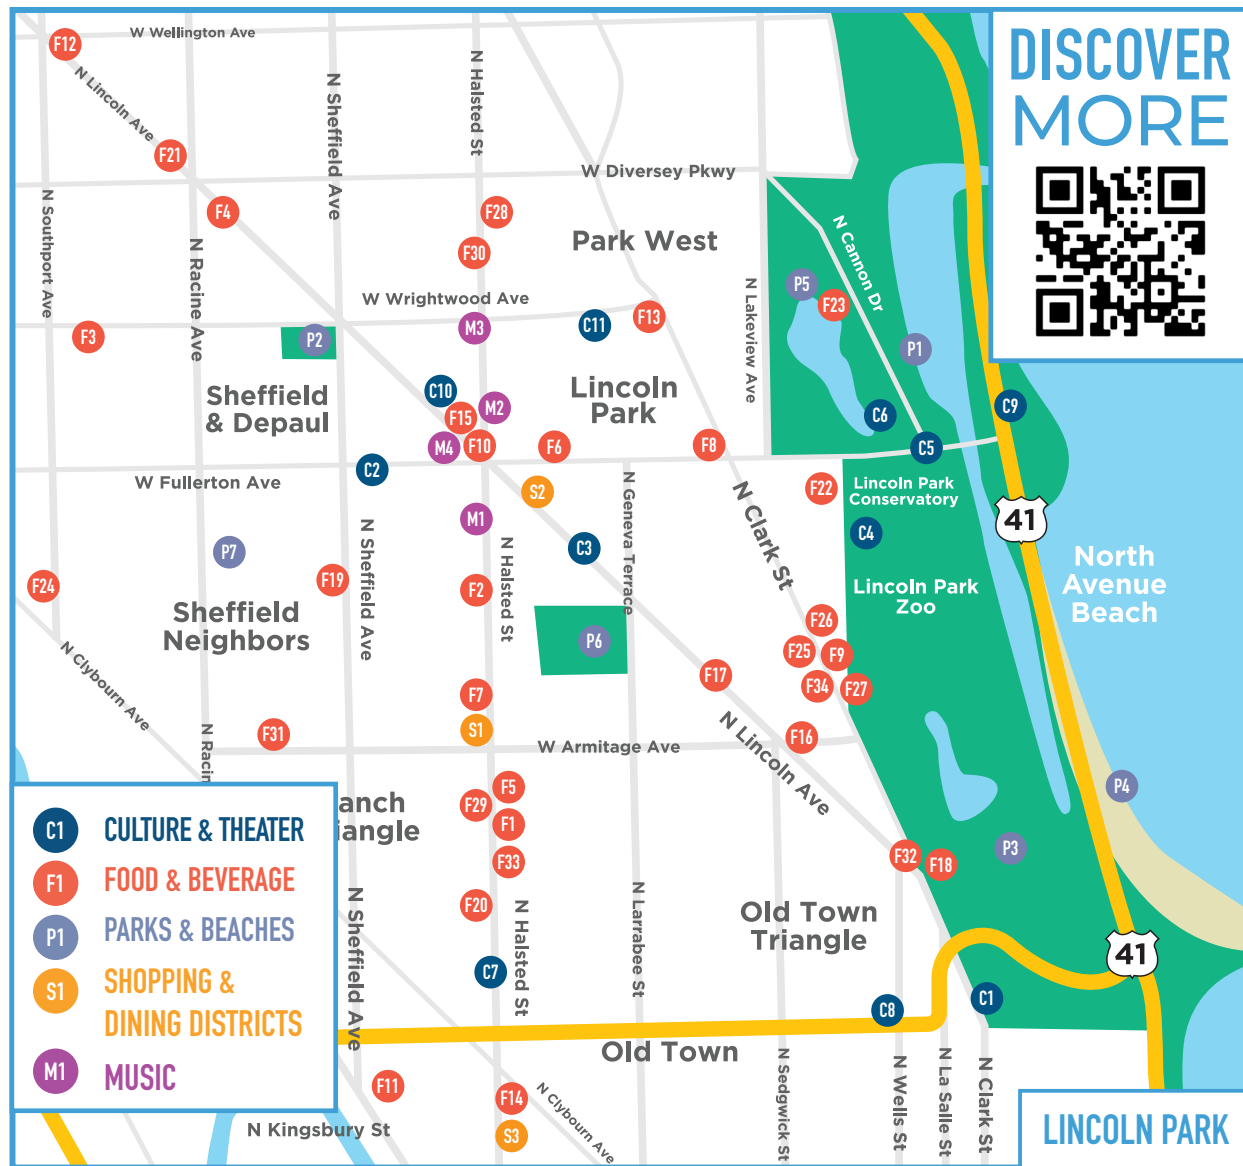 DISCOVER
MORE
W Wellington Ave
F12
N Lincoln Ave
N Halsted St
N Sheffield Ave
F21
W Diversey Pkwy
N Southport Ave
F4
F28
N Cannon Dr
Park West
N Racine Ave
F30
N Lakeview Ave
P5
W Wrightwood Ave
F23
F3
P2
M3
C11
F13
P1
Sheffield
& Depaul
C10
Lincoln
Park
M2
F15
C6
C9
M4
F10
F6
F8
C5
C2
W Fullerton Ave
S2
F22
Lincoln Park
Conservatory
N Geneva Terrace
N Clark St
M1
41
C4
P7
N Sheffield Ave
N Halsted St
C3
North
Avenue
Beach
F24
F19
F2
Lincoln Park
Zoo
Sheffield
Neighbors
P6
F26
F25
F9
N Clybourn Ave
F17
F34
F27
F7
N Racin
F31
S1
W Armitage Ave
N Lincoln Ave
F16
F5
P4
anch
iangle
F29
F1
F33
P3
F32
F18
F20
N Sheffield Ave
N Halsted St
N Larrabee St
Old Town
Triangle
41
C7
C8
C1
Old Town
F11
F14
N Clybourn Ave
N Sedgwick St
N Wells St
N La Salle St
N Clark St
N Kingsbury St
S3
C1 CULTURE & THEATER
F1 FOOD & BEVERAGE
P1 PARKS & BEACHES
S1 SHOPPING &
DINING DISTRICTS
M1 MUSIC
LINCOLN PARK